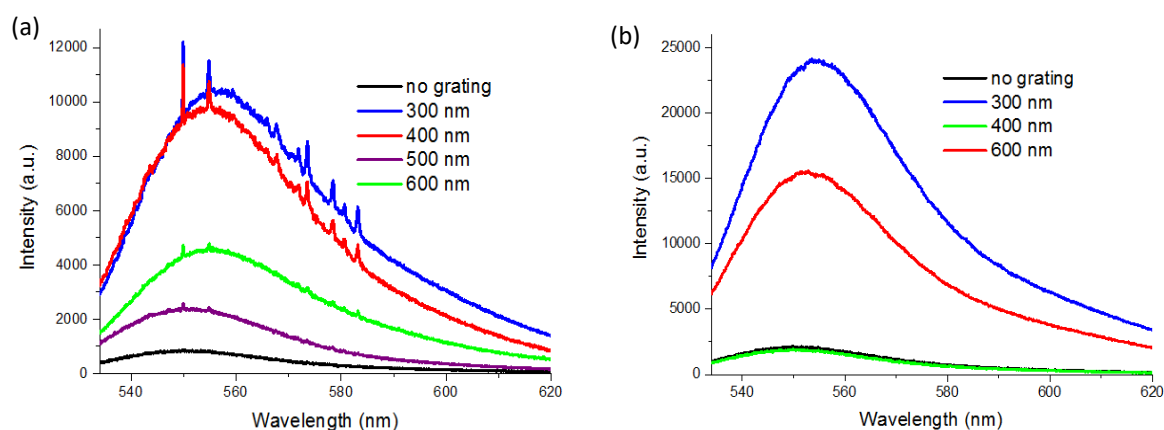 (a)
12000
10000
8000
6000
4000
2000
0
Intensity (a.u.)
no grating
300 nm
400 nm
500 nm
600 nm
540 560 580 600 620
Wavelength (nm)
(b)
25000
20000
15000
10000
5000
0
Intensity (a.u.)
no grating
300 nm
400 nm
600 nm
540 560 580 600 620
Wavelength (nm)